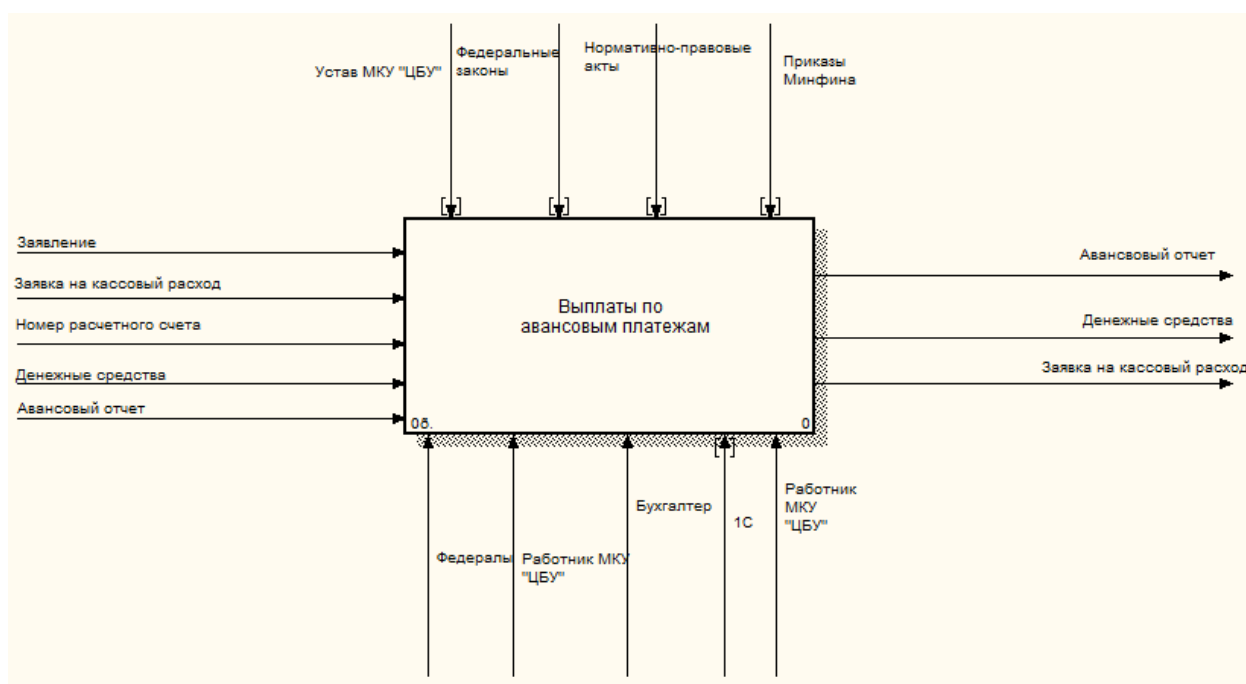 Устав МКУ "ЦБУ"
Федеральные
законы
Нормативно-правовые
акты
Приказы
Минфина
Заявление
Заявка на кассовый расход
Номер расчетного счета
Денежные средства
Авансовый отчет
Выплаты по
авансовым платежам
0р.
0
Авансвовый отчет
Денежные средства
Заявка на кассовый расход
Федералы
Работник МКУ
"ЦБУ"
Бухгалтер
1С
Работник
МКУ
"ЦБУ"